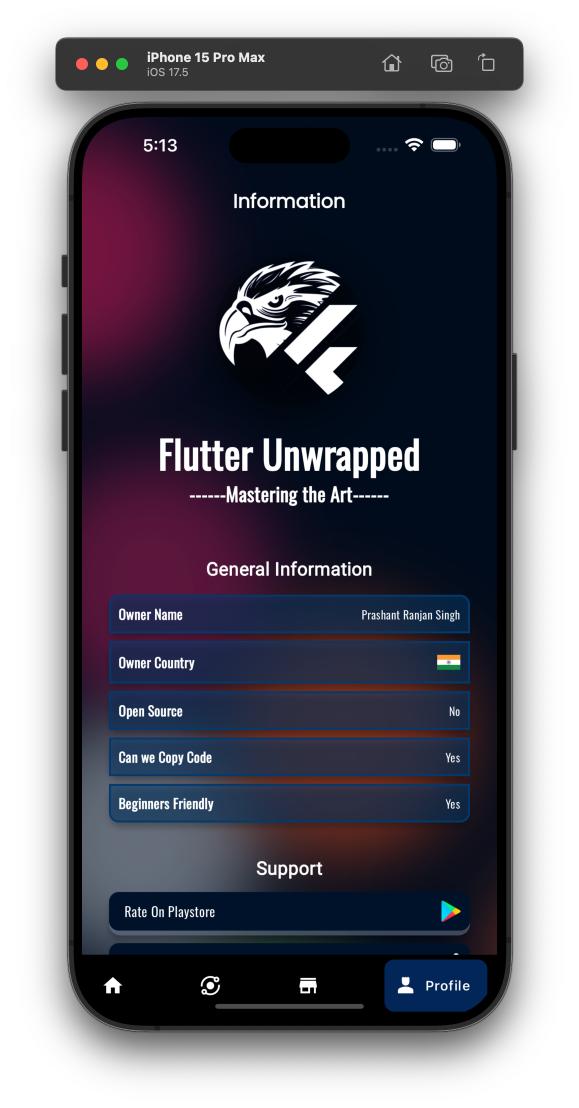 iPhone 15 Pro Max
iOS 17.5
5:13
Information
Flutter Unwrapped
------Mastering the Art------
General Information
Owner Name Prashant Ranjan Singh
Owner Country
Open Source No
Can we Copy Code Yes
Beginners Friendly Yes
Support
Rate On Playstore
Profile